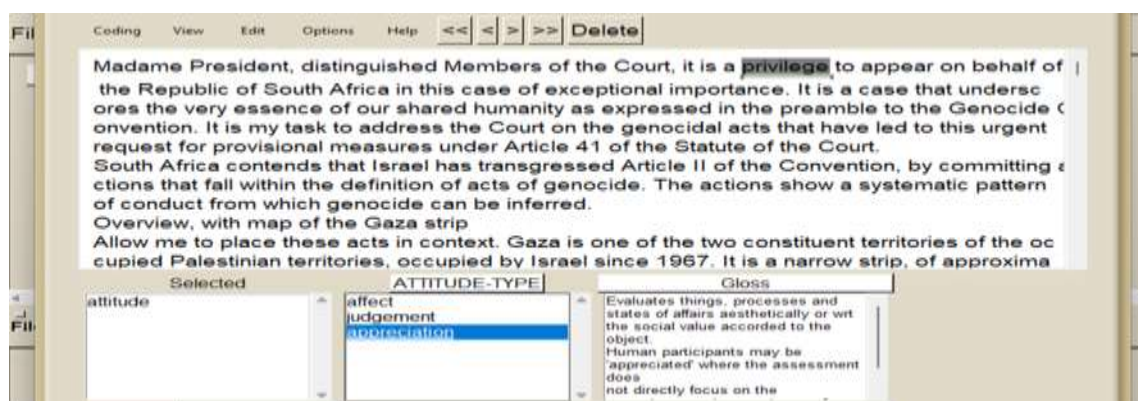 Fil
Coding View Edit Options Help << < > >> Delete
Madame President, distinguished Members of the Court, it is a privilege to appear on behalf of
the Republic of South Africa in this case of exceptional importance. It is a case that undersc
ores the very essence of our shared humanity as expressed in the preamble to the Genocide C
onvention. It is my task to address the Court on the genocidal acts that have led to this urgent
request for provisional measures under Article 41 of the Statute of the Court.
South Africa contends that Israel has transgressed Article II of the Convention, by committing a
ctions that fall within the definition of acts of genocide. The actions show a systematic pattern
of conduct from which genocide can be inferred.
Overview, with map of the Gaza strip
Allow me to place these acts in context. Gaza is one of the two constituent territories of the oc
cupied Palestinian territories, occupied by Israel since 1967. It is a narrow strip, of approxima
Selected ATTITUDE-TYPE Gloss
attitude
affect
judgement
appreciation
Evaluates things, processes and
states of affairs aesthetically or wrt
the social value accorded to the
object.
Human participants may be
'appreciated' where the assessment
does
not directly focus on the
File